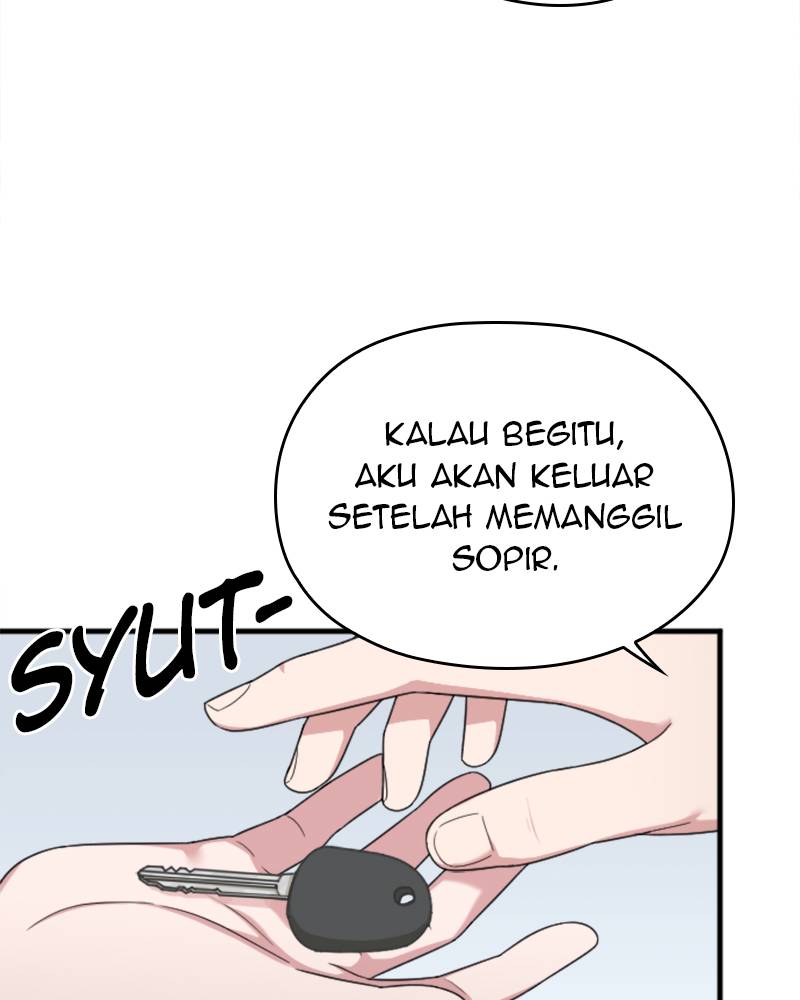 KALAU BEGITU,
AKU AKAN KELUAR
SETELAH MEMANGGIL
SOPIR.
SYUT-